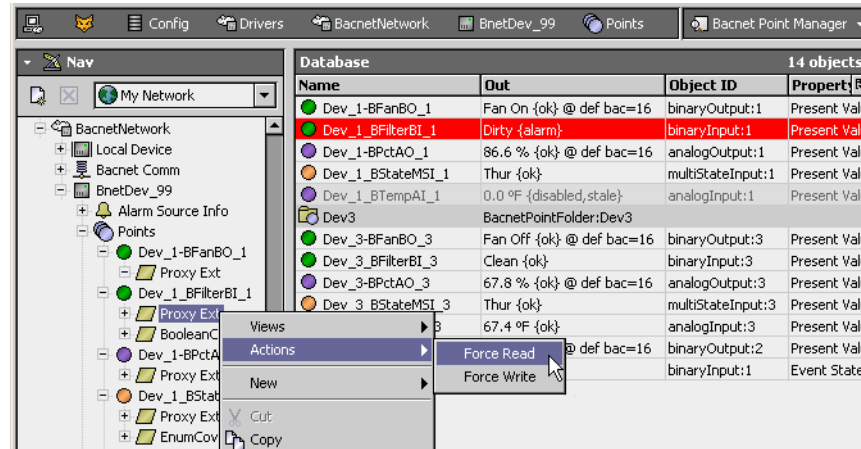 Config Drivers BacnetNetwork BnetDev_99 Points Bacnet Point Manager
Nav
My Network
BacnetNetwork
Local Device
Bacnet Comm
BnetDev_99
Alarm Source Info
Points
Dev_1-BFanBO_1
Proxy Ext
Dev_1_BFilterBI_1
Proxy Ext
BooleanC
Dev_1-BPctA
Proxy Ext
Dev_1_BStat
Proxy Ext
EnumCov
Database 14 objects
Name Out Object ID Property
Dev_1-BFanBO_1 Fan On {ok} @ def bac=16 binaryOutput:1 Present Val
Dev_1_BFilterBI_1 Dirty {alarm} binaryInput:1 Present Val
Dev_1-BPctAO_1 86.6 % {ok} @ def bac=16 analogOutput:1 Present Val
Dev_1_BStateMSI_1 Thur {ok} multiStateInput:1 Present Val
Dev_1_BTempAI_1 0.0 ºF {disabled,stale} analogInput:1 Present Val
Dev3 BacnetPointFolder:Dev3
Dev_3-BFanBO_3 Fan Off {ok} @ def bac=16 binaryOutput:3 Present Val
Dev_3_BFilterBI_3 Clean {ok} binaryInput:3 Present Val
Dev_3-BPctAO_3 67.8 % {ok} @ def bac=16 analogOutput:3 Present Val
Dev_3_BStateMSI_3 Thur {ok} multiStateInput:3 Present Val
3 67.4 ºF {ok} analogInput:3 Present Val
@ def bac=16 binaryOutput:2 Present Val
binaryInput:1 Event State
Views
Actions
New
Cut
Copy
Force Read
Force Write